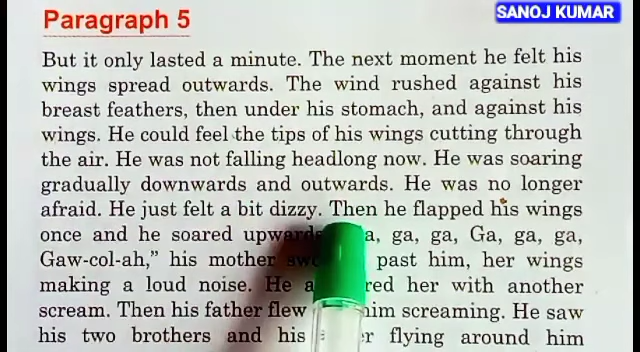 SANOJ KUMAR
Paragraph 5
But it only lasted a minute. The next moment he felt his
wings spread outwards. The wind rushed against his
breast feathers, then under his stomach, and against his
wings. He could feel the tips of his wings cutting through
the air. He was not falling headlong now. He was soaring
gradually downwards and outwards. He was no longer
afraid. He just felt a bit dizzy. Then he flapped his wings
once and he soared upwards. ga, ga, Ga, ga, ga,
Gaw-col-ah,” his mother past him, her wings
making a loud noise. He her with another
scream. Then his father flew him screaming. He saw
his two brothers and his flying around him